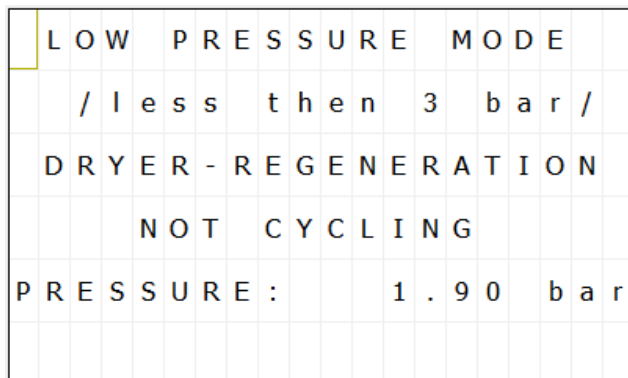 LOW PRESSURE MODE
/less then 3 bar/
DRYER-REGENERATION
NOT CYCLING
PRESSURE: 1.90 bar